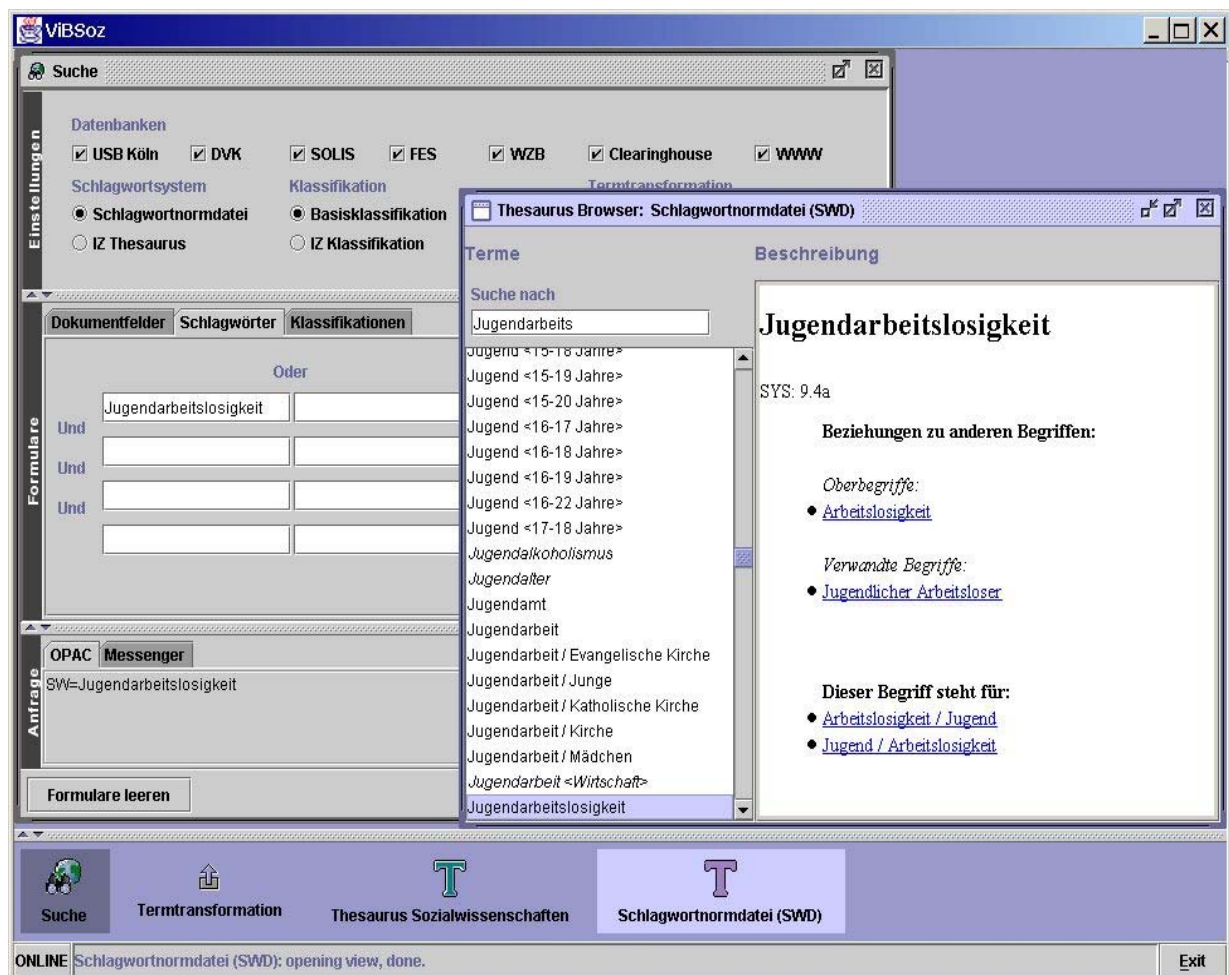 ViBSoz
Suche
Einstellungen
Datenbanken
USB Köln DVK SOLIS FES WZB Clearinghouse WWW
Schlagwortsystem Klassifikation Termtransformation
Schlagwortnormdatei Basisklassifikation
IZ Thesaurus IZ Klassifikation
Formulare
Dokumentfelder Schlagwörter Klassifikationen
Oder
Jugendarbeitslosigkeit
Und
Und
Und
Anfrage
OPAC Messenger
SW=Jugendarbeitslosigkeit
Formulare leeren
Thesaurus Browser: Schlagwortnormdatei (SWD)
Terme
Suche nach
Jugendarbeits
Jugend <15-18 Jahre>
Jugend <15-19 Jahre>
Jugend <15-20 Jahre>
Jugend <16-17 Jahre>
Jugend <16-18 Jahre>
Jugend <16-19 Jahre>
Jugend <16-22 Jahre>
Jugend <17-18 Jahre>
Jugendalkoholismus
Jugendalter
Jugendamt
Jugendarbeit
Jugendarbeit / Evangelische Kirche
Jugendarbeit / Junge
Jugendarbeit / Katholische Kirche
Jugendarbeit / Kirche
Jugendarbeit / Mädchen
Jugendarbeit <Wirtschaft>
Jugendarbeitslosigkeit
Beschreibung
Jugendarbeitslosigkeit
SYS: 9.4a
Beziehungen zu anderen Begriffen:
Oberbegriffe:
Arbeitslosigkeit
Verwandte Begriffe:
Jugendlicher Arbeitsloser
Dieser Begriff steht für:
Arbeitslosigkeit / Jugend
Jugend / Arbeitslosigkeit
Suche Termtransformation Thesaurus Sozialwissenschaften Schlagwortnormdatei (SWD)
ONLINE Schlagwortnormdatei (SWD): opening view, done. Exit